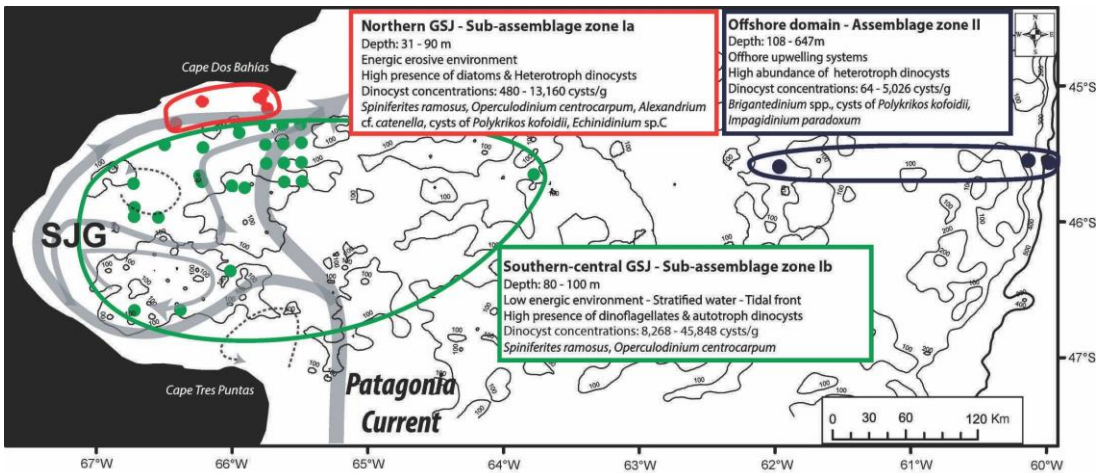 Northern GSJ - Sub-assemblage zone Ia
Depth: 31 - 90 m
Energic erosive environment
High presence of diatoms & Heterotroph dinocysts
Dinocyst concentrations: 480 - 13,160 cysts/g
Spiniferites ramosus, Operculodinium centrocarpum, Alexandrium
cf. catenella, cysts of Polykrikos kofoidii, Echinidinium sp.C
Offshore domain - Assemblage zone II
Depth: 108 - 647m
Offhore upwelling systems
High abundance of heterotroph dinocysts
Dinocyst concentrations: 64 - 5,026 cysts/g
Brigantedinium spp., cysts of Polykrikos kofoidii,
Impagidinium paradoxum
N
W E
S
Cape Dos Bahías
45°S
SJG
46°S
Southern-central GSJ - Sub-assemblage zone Ib
Depth: 80 - 100 m
Low energic environment - Stratified water - Tidal front
High presence of dinoflagellates & autotroph dinocysts
Dinocyst concentrations: 8,268 - 45,848 cysts/g
Spiniferites ramosus, Operculodinium centrocarpum
47°S
Cape Tres Puntas
Patagonia
Current
0 30 60 120 Km
67°W 66°W 65°W 64°W 63°W 62°W 61°W 60°W